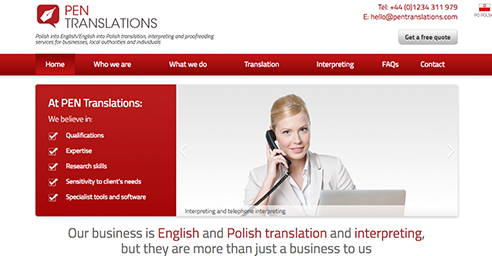 PEN
TRANSLATIONS
Polish into English/English into Polish translation, interpreting and proofreading
services for businesses, local authorities and individuals
Tel: +44 (0)1234 311 979
E: hello@pentranslations.com
PO POLSKU
Get a free quote
Home Who we are What we do Translation Interpreting FAQs Contact
At PEN Translations:
We believe in:
Qualifications
Expertise
Research skills
Sensitivity to client's needs
Specialist tools and software
Interpreting and telephone interpreting
Our business is English and Polish translation and interpreting,
but they are more than just a business to us